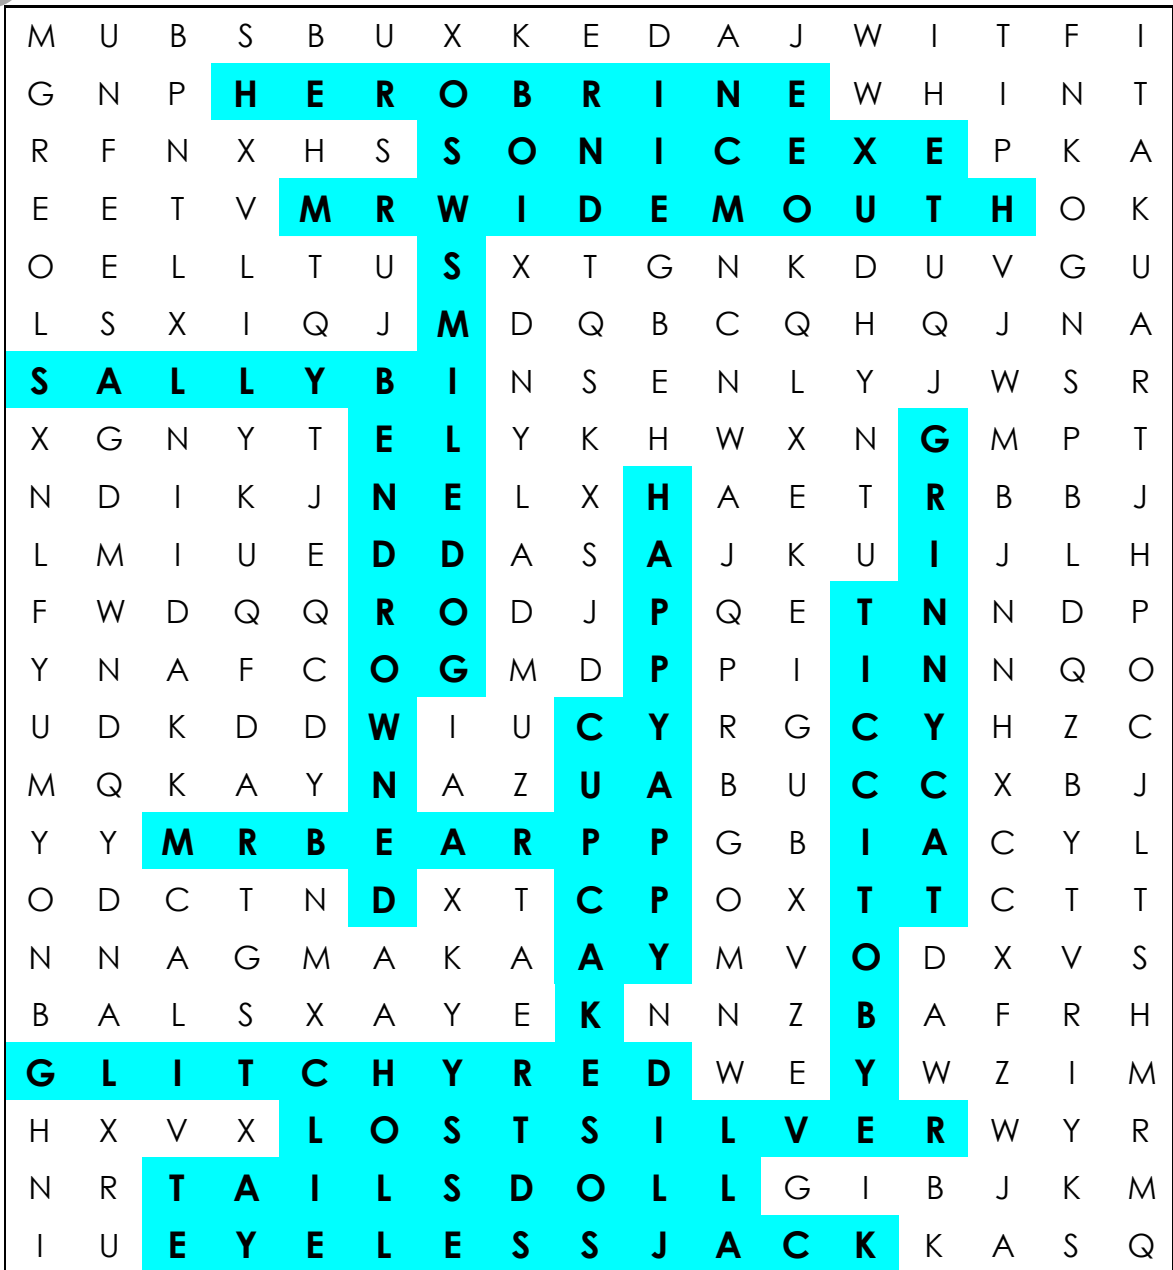 M U B S B U X K E D A J W I T F I
G N P H E R O B R I N E W H I N T
R F N X H S S O N I C E X E P K A
E E T V M R W I D E M O U T H O K
O E L L T U S X T G N K D U V G U
L S X I Q J M D Q B C Q H Q J N A
S A L L Y B I N S E N L Y J W S R
X G N Y T E L Y K H W X N G M P T
N D I K J N E L X H A E T R B B J
L M I U E D D A S A J K U I J L H
F W D Q Q R O D J P Q E T N N D P
Y N A F C O G M D P P I I N N Q O
U D K D D W I U C Y R G C Y H Z C
M Q K A Y N A Z U A B U C C X B J
Y Y M R B E A R P P G B I A C Y L
O D C T N D X T C P O X T T C T T
N N A G M A K A A Y M V O D X V S
B A L S X A Y E K N N Z B A F R H
G L I T C H Y R E D W E Y W Z I M
H X V X L O S T S I L V E R W Y R
N R T A I L S D O L L G I B J K M
I U E Y E L E S S J A C K K A S Q